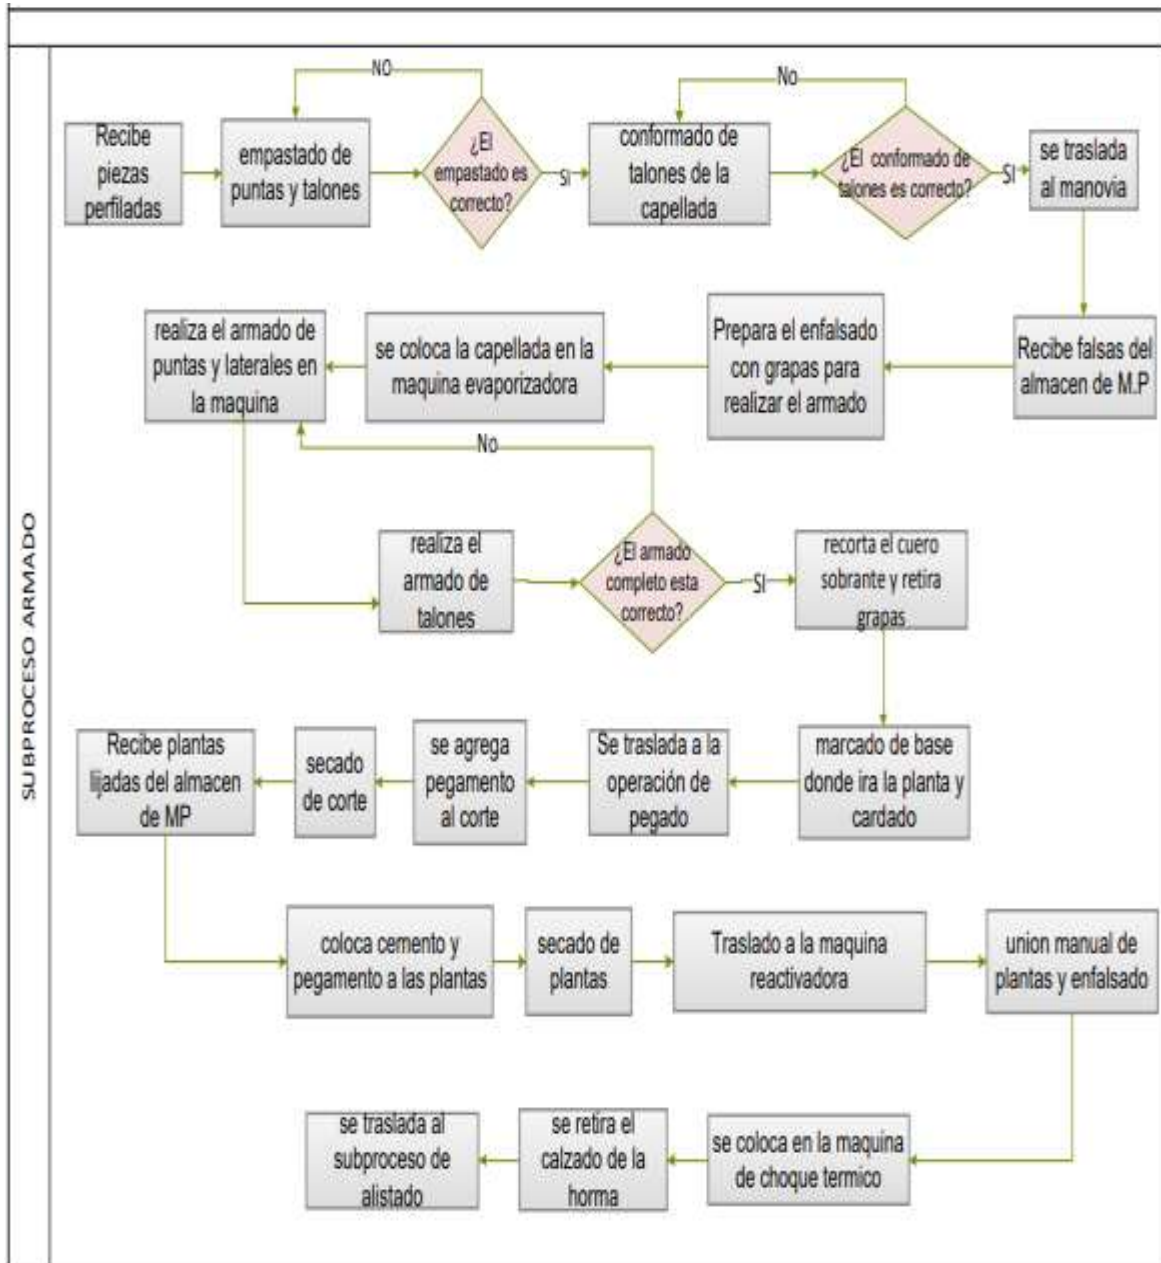 SUBPROCESO ARMADO
NO
No
Recibe
piezas
perfiladas
empastado de
puntas y talones
¿El
empastado es
correcto?
SI
conformado de
talones de la
capellada
¿El conformado de
talones es correcto?
SI
se traslada
al manovia
realiza el armado de
puntas y laterales en
la maquina
se coloca la capellada en la
maquina evaporizadora
Prepara el enfalsado
con grapas para
realizar el armado
Recibe falsas del
almacen de M.P
No
realiza el
armado de
talones
¿El armado
completo esta
correcto?
SI
recorta el cuero
sobrante y retira
grapas
Recibe plantas
lijadas del almacen
de MP
secado
de corte
se agrega
pegamento
al corte
Se traslada a la
operación de
pegado
marcado de base
donde ira la planta y
cardado
coloca cemento y
pegamento a las plantas
secado de
plantas
Traslado a la maquina
reactivadora
union manual de
plantas y enfalsado
se traslada al
subproceso de
alistado
se retira el
calzado de la
horma
se coloca en la maquina
de choque termico